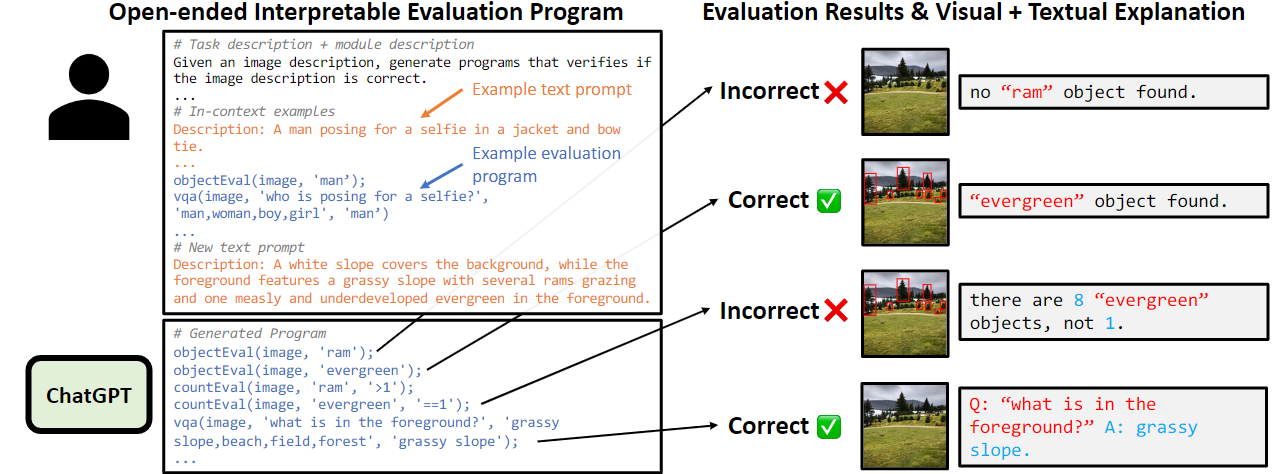 Open-ended Interpretable Evaluation Program
# Task description + module description
Given an image description, generate programs that verifies if
the image description is correct.
...
Example text prompt
# In-context examples
Description: A man posing for a selfie in a jacket and bow
tie.
...
Example evaluation
program
objectEval(image, 'man’);
vqa(image, 'who is posing for a selfie?',
'man,woman,boy,girl', 'man’)
...
# New text prompt
Description: A white slope covers the background, while the
foreground features a grassy slope with several rams grazing
and one measly and underdeveloped evergreen in the foreground.
ChatGPT
# Generated Program
objectEval(image, 'ram');
objectEval(image, 'evergreen');
countEval(image, 'ram', '>1');
countEval(image, 'evergreen', '==1');
vqa(image, 'what is in the foreground?', 'grassy
slope,beach,field,forest', 'grassy slope');
...
Evaluation Results & Visual + Textual Explanation
Incorrect
no “ram” object found.
Correct
“evergreen” object found.
Incorrect
there are 8 “evergreen”
objects, not 1.
Correct
Q: “what is in the
foreground?” A: grassy
slope.